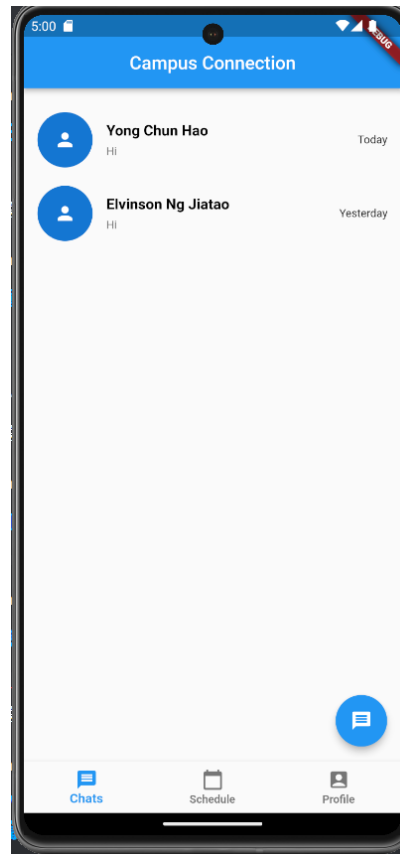 5:00
DEBUG
Campus Connection
Yong Chun Hao
Hi
Today
Elvinson Ng Jiatao
Hi
Yesterday
Chats
Schedule
Profile